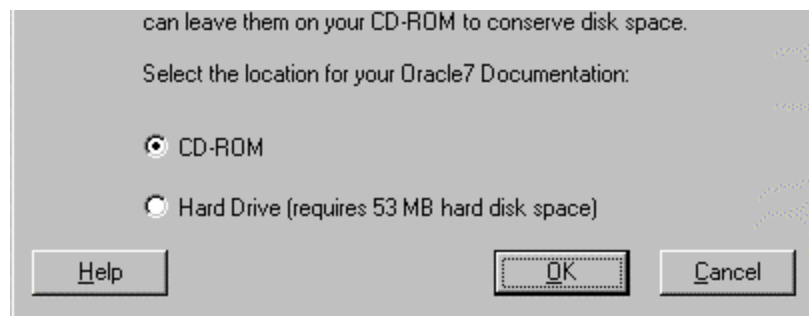 can leave them on your CD-ROM to conserve disk space.
Select the location for your Oracle7 Documentation:
CD-ROM
Hard Drive (requires 53 MB hard disk space)
Help OK Cancel